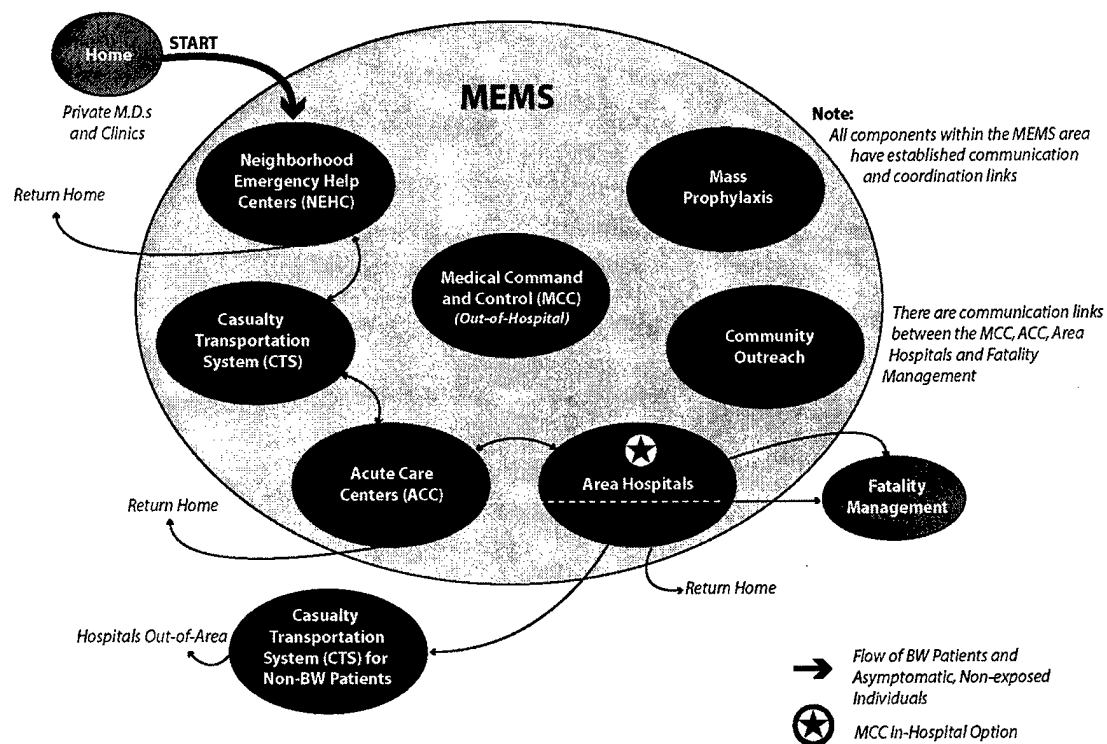 Home
START
Private M.D.s
and Clinics
MEMS
Note:
All components within the MEMS area
have established communication
and coordination links
Neighborhood
Emergency Help
Centers (NEHC)
Mass
Prophylaxis
Return Home
Medical Command
and Control (MCC)
(Out-of-Hospital)
Casualty
Transportation
System (CTS)
Community
Outreach
There are communication links
between the MCC, ACC, Area
Hospitals and Fatality
Management
Acute Care
Centers (ACC)
Area Hospitals
Fatality
Management
Return Home
Return Home
Casualty
Transportation
System (CTS) for
Non-BW Patients
Hospitals Out-of-Area
Flow of BW Patients and
Asymptomatic, Non-exposed
Individuals
MCC In-Hospital Option